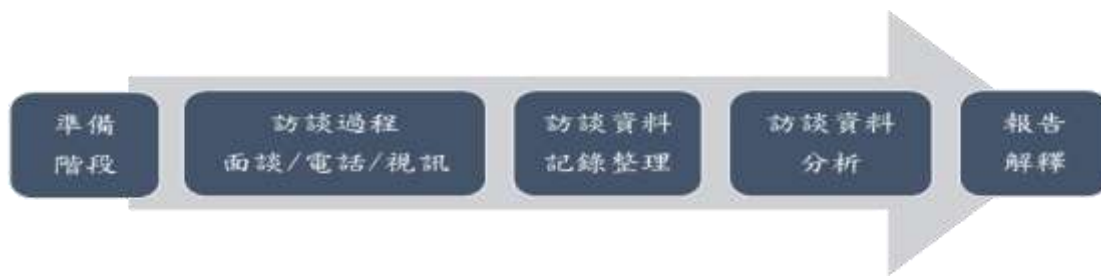 準備
階段
訪談過程
面談/電話/視訊
訪談資料
記錄整理
訪談資料
分析
報告
解釋